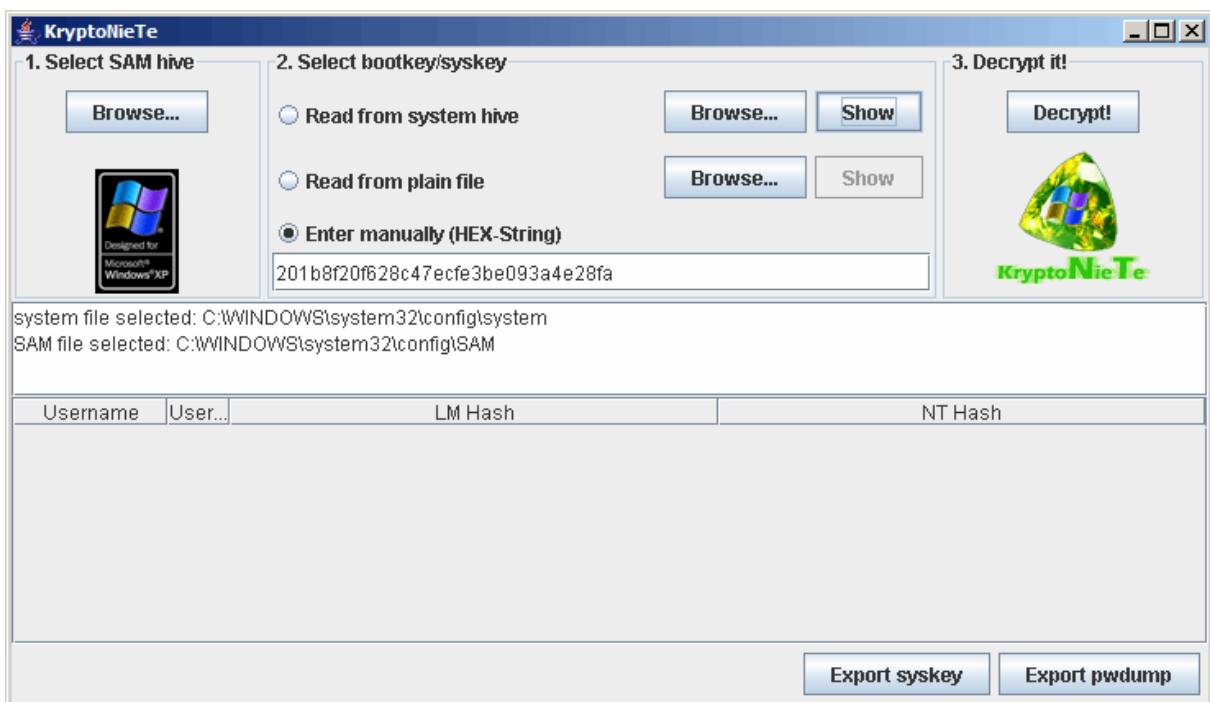 KryptoNieTe
1. Select SAM hive
Browse...
Designed for
Microsoft®
Windows®XP
2. Select bootkey/syskey
Read from system hive
Browse...
Show
Read from plain file
Browse...
Show
Enter manually (HEX-String)
201b8f20f628c47ecfe3be093a4e28fa
3. Decrypt it!
Decrypt!
KryptoNieTe
system file selected: C:\WINDOWS\system32\config\system
SAM file selected: C:\WINDOWS\system32\config\SAM
Username User... LM Hash NT Hash
Export syskey Export pwdump